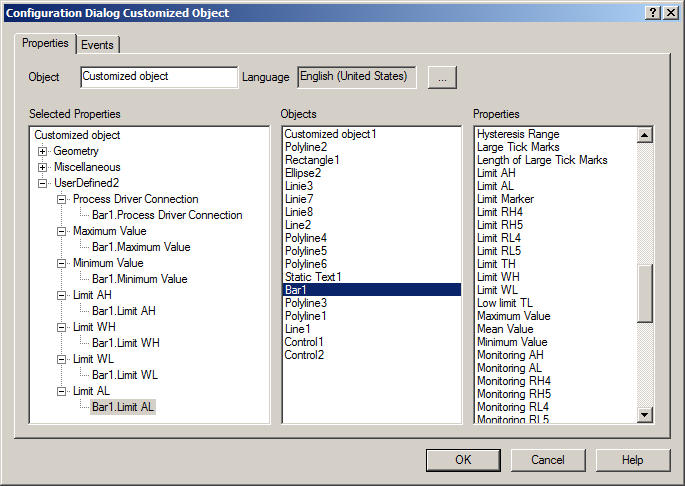 Configuration Dialog Customized Object
Properties Events
Object Customized object Language English (United States) ...
Selected Properties
Customized object
Geometry
Miscellaneous
UserDefined2
Process Driver Connection
Bar1.Process Driver Connection
Maximum Value
Bar1.Maximum Value
Minimum Value
Bar1.Minimum Value
Limit AH
Bar1.Limit AH
Limit WH
Bar1.Limit WH
Limit WL
Bar1.Limit WL
Limit AL
Bar1.Limit AL
Objects
Customized object1
Polyline2
Rectangle1
Ellipse2
Linie3
Linie7
Linie8
Line2
Polyline4
Polyline5
Polyline6
Static Text1
Bar1
Polyline3
Polyline1
Line1
Control1
Control2
Properties
Hysteresis Range
Large Tick Marks
Length of Large Tick Marks
Limit AH
Limit AL
Limit Marker
Limit RH4
Limit RH5
Limit RL4
Limit RL5
Limit TH
Limit WH
Limit WL
Low limit TL
Maximum Value
Mean Value
Minimum Value
Monitoring AH
Monitoring AL
Monitoring RH4
Monitoring RH5
Monitoring RL4
Monitoring RL5
OK Cancel Help